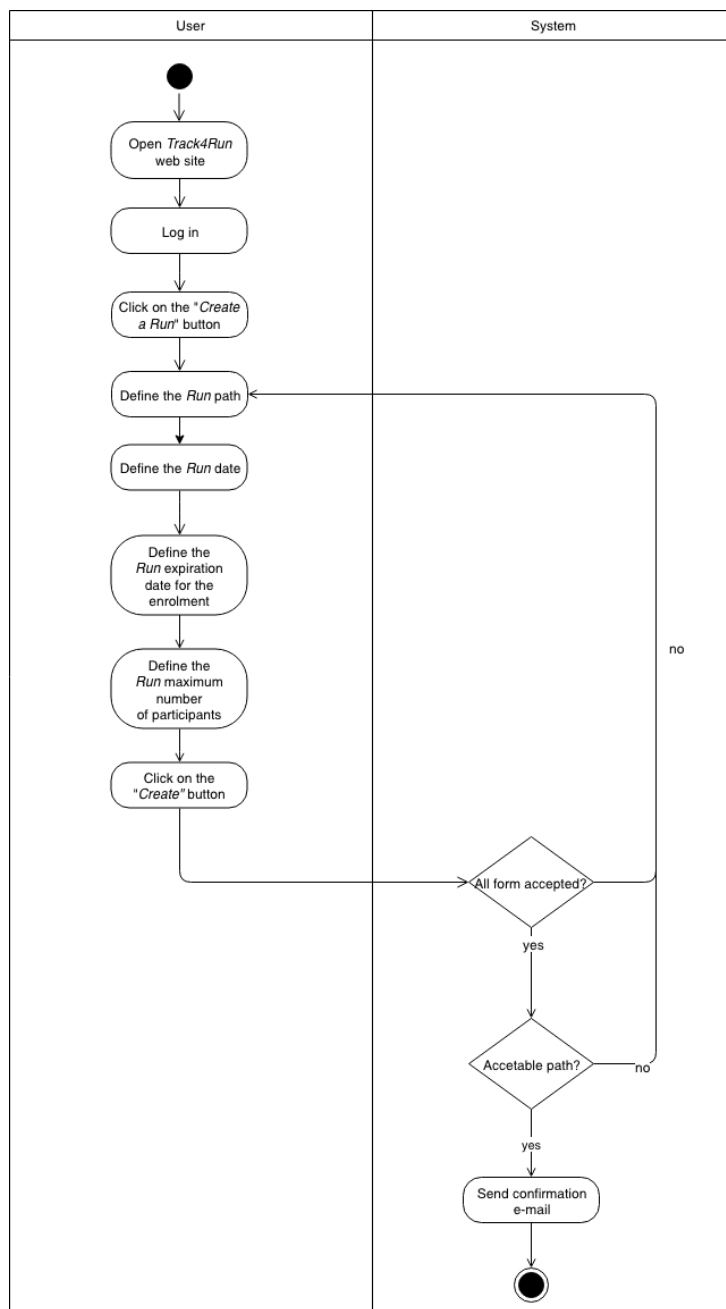 User
System
Open Track4Run
web site
Log in
Click on the "Create
a Run" button
Define the Run path
Define the Run date
Define the
Run expiration
date for the
enrolment
Define the
Run maximum
number
of participants
Click on the
"Create" button
no
All form accepted?
yes
Accetable path?
no
yes
Send confirmation
e-mail